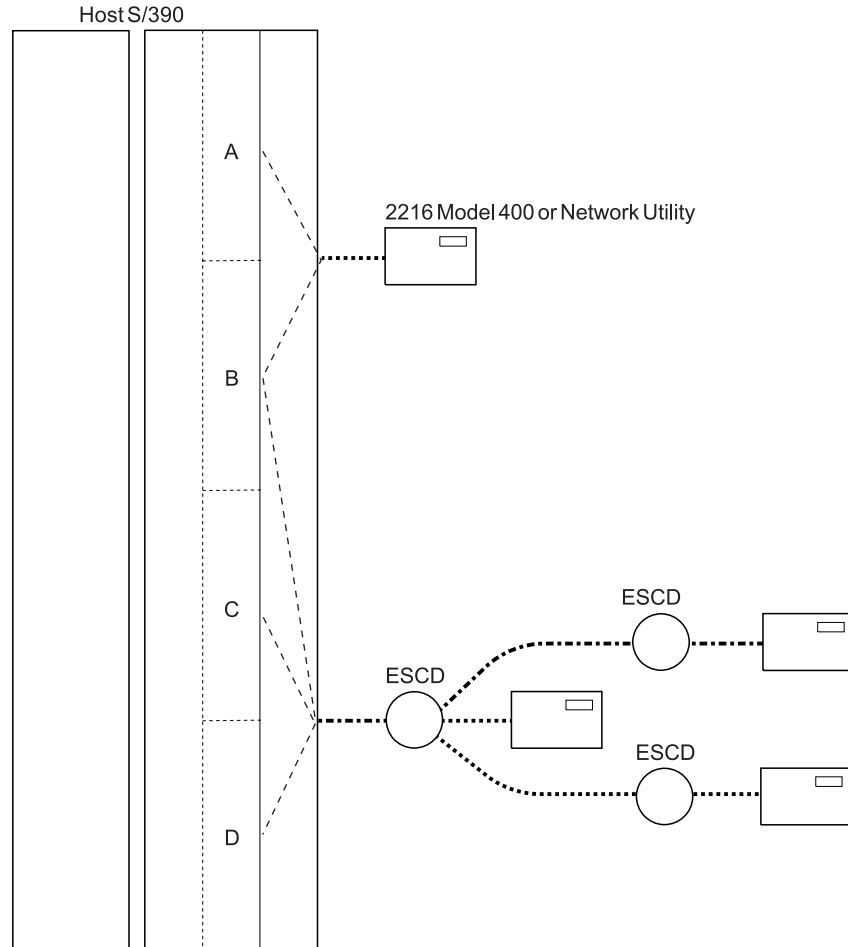 Host S/390
A
2216 Model 400 or Network Utility
B
C
ESCD
ESCD
ESCD
D